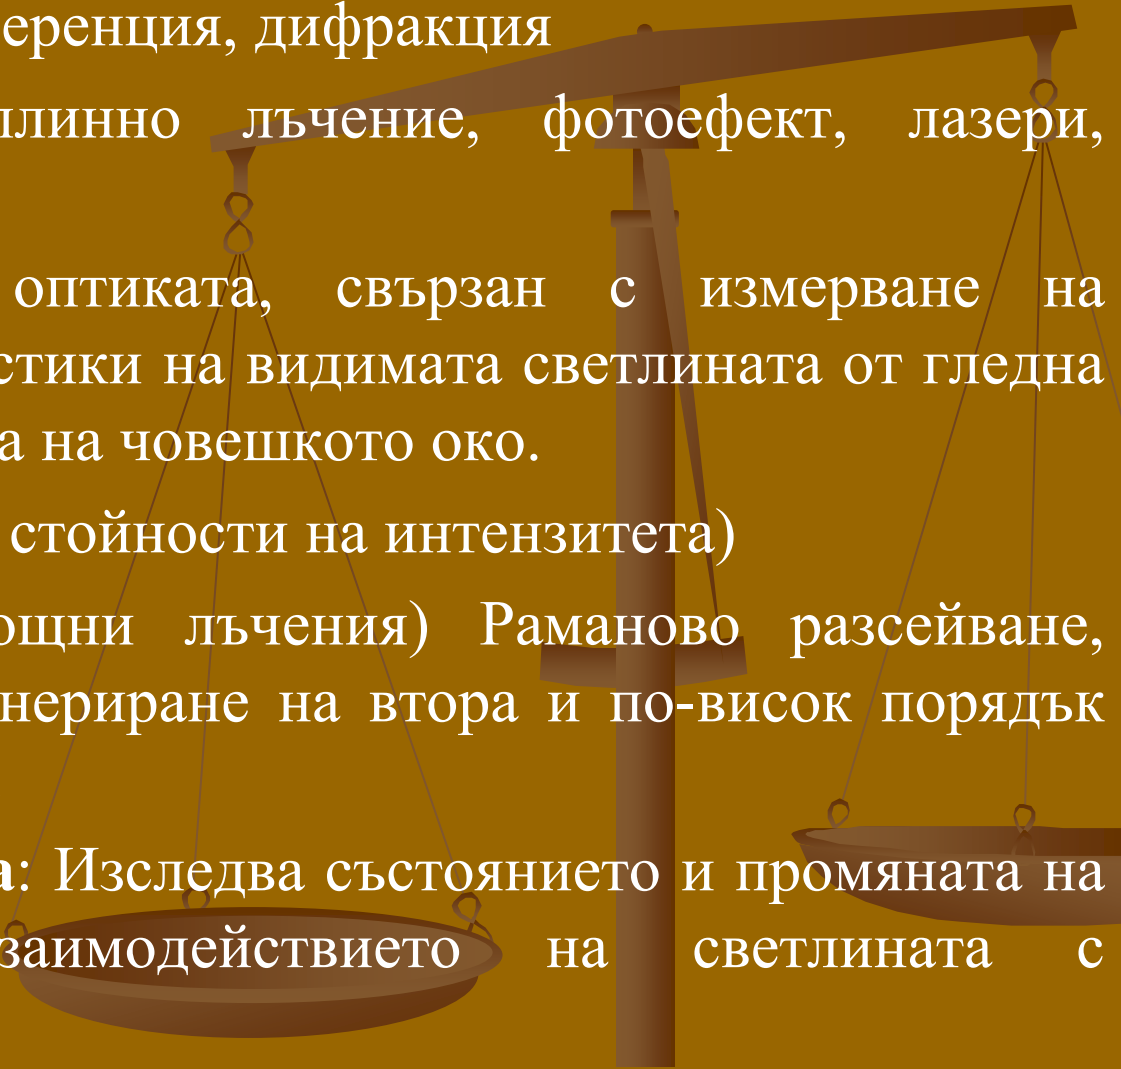 еренция, дифракция
плинно лъчение, фотоефект, лазери,
оптиката, свързан с измерване на
стики на видимата светлината от гледна
а на човешкото око.
стойности на интензитета)
ощни лъчения) Раманово разсейване,
нериране на втора и по-висок порядък
а: Изследва състоянието и промяната на
заимодействието на светлината с